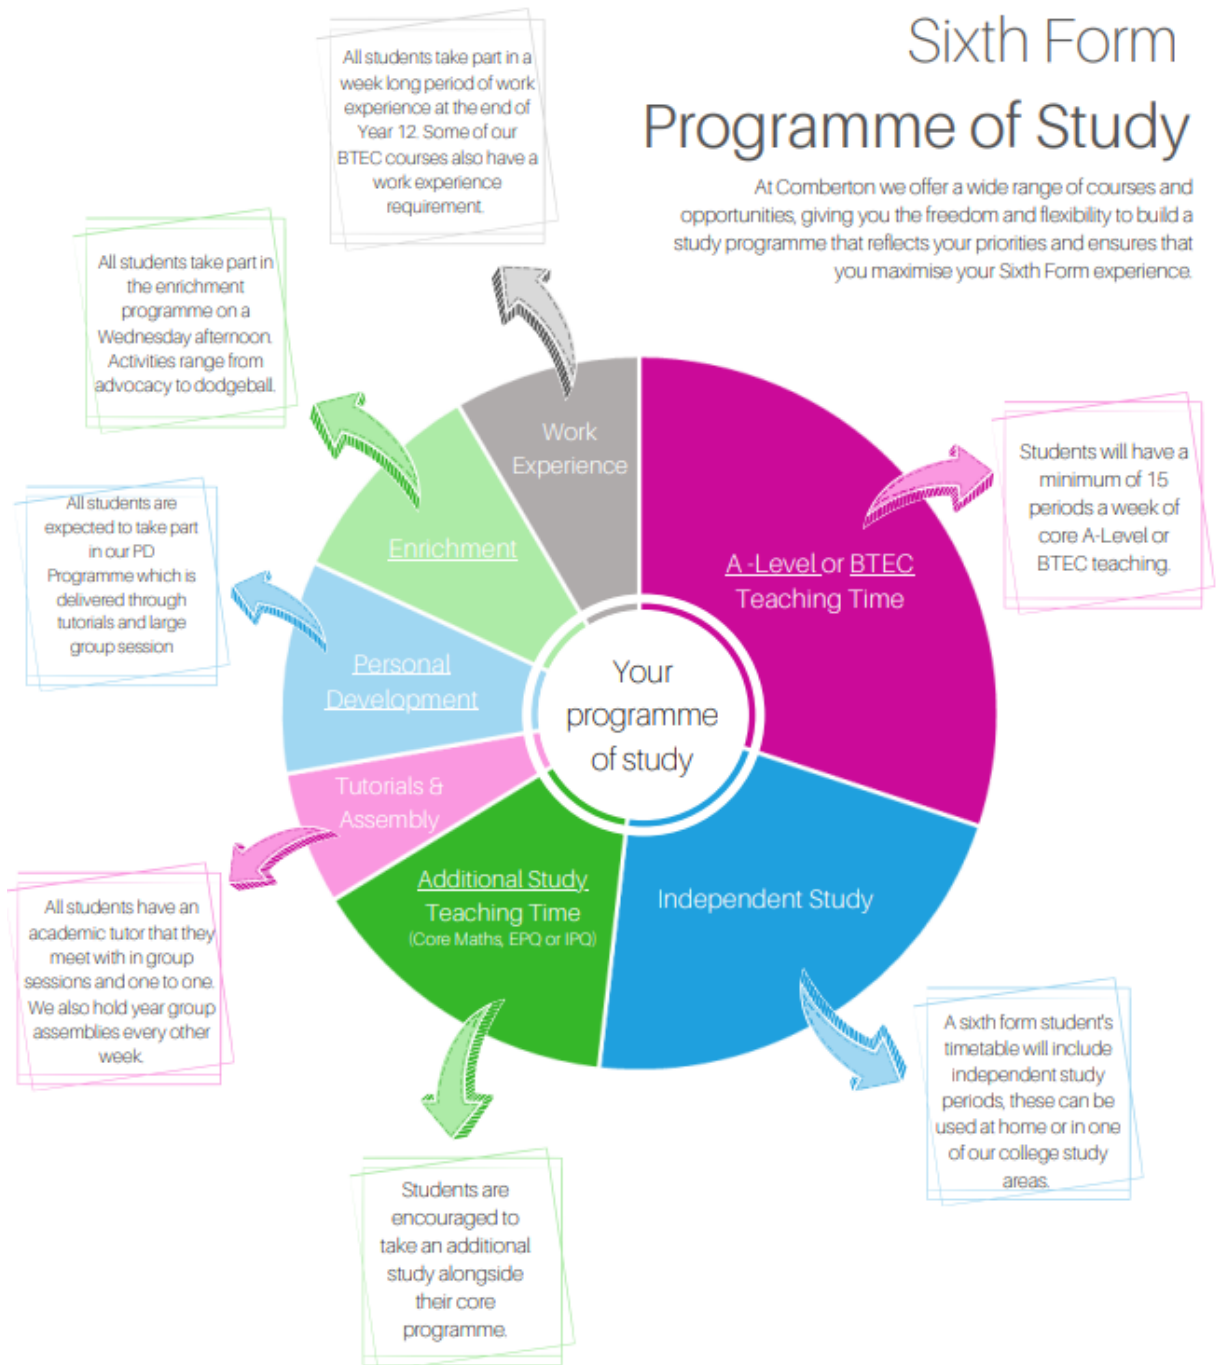 Sixth Form
Programme of Study
At Comberton we offer a wide range of courses and
opportunities, giving you the freedom and flexibility to build a
study programme that reflects your priorities and ensures that
you maximise your Sixth Form experience.
All students take part in a
week long period of work
experience at the end of
Year 12. Some of our
BTEC courses also have a
work experience
requirement.
All students take part in
the enrichment
programme on a
Wednesday afternoon.
Activities range from
advocacy to dodgeball.
All students are
expected to take part
in our PD
Programme which is
delivered through
tutorials and large
group session
All students have an
academic tutor that they
meet with in group
sessions and one to one.
We also hold year group
assemblies every other
week.
Students are
encouraged to
take an additional
study alongside
their core
programme.
A sixth form student's
timetable will include
independent study
periods, these can be
used at home or in one
of our college study
areas.
Students will have a
minimum of 15
periods a week of
core A-Level or
BTEC teaching.
Work
Experience
Enrichment
Personal
Development
Tutorials &
Assembly
Additional Study
Teaching Time
(Core Maths, EPQ or IPQ)
Independent Study
A -Level or BTEC
Teaching Time
Your
programme
of study